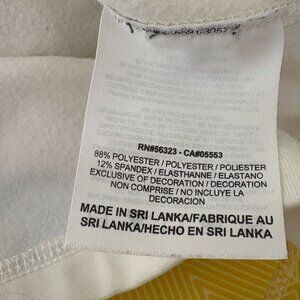 RN#56323 - CA#05553
88% POLYESTER / POLYESTER / POLIESTER
12% SPANDEX / ELASTHANNE / ELASTANO
EXCLUSIVE OF DECORATION / DECORATION
NON COMPRISE / NO INCLUYE LA
DECORACION
MADE IN SRI LANKA/FABRIQUE AU
SRI LANKA/HECHO EN SRI LANKA